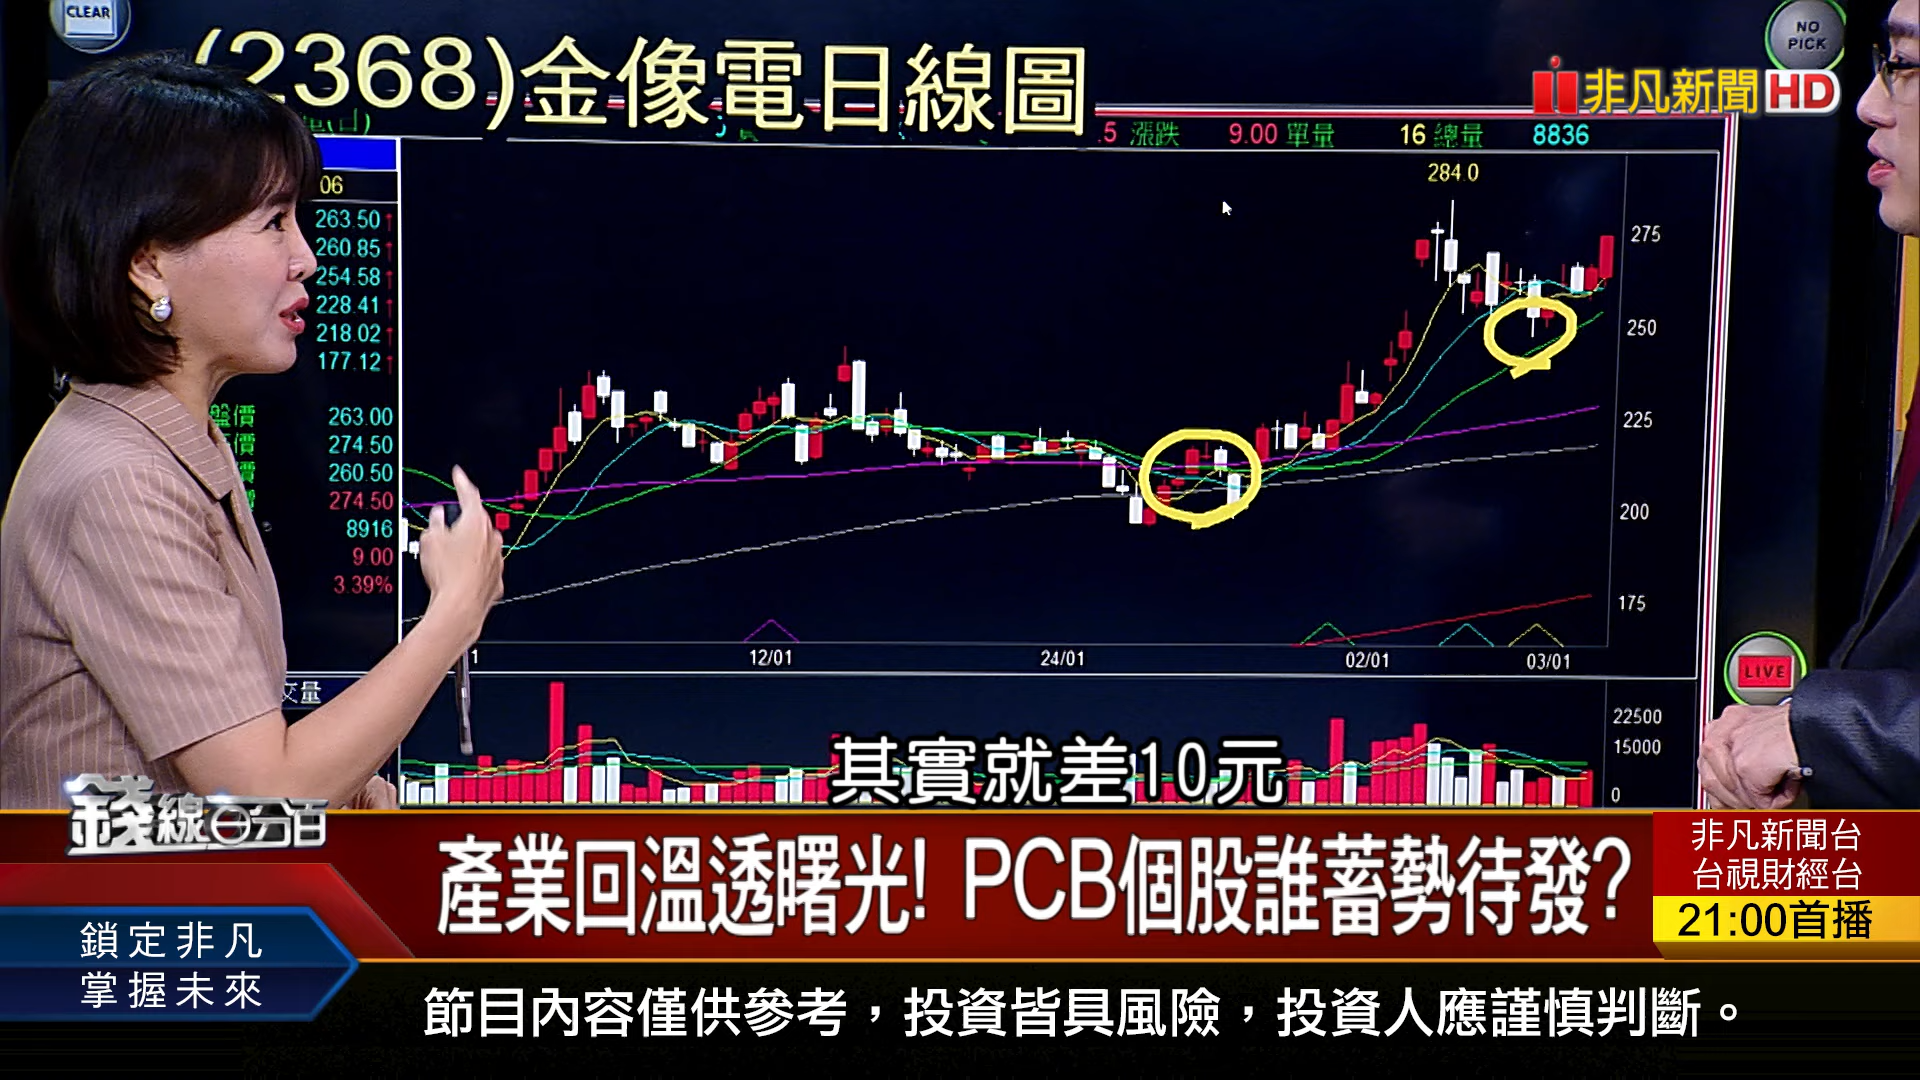 CLEAR
(2368)金像電日線圖
NO PICK
非凡新聞HD
漲跌 9.00 單量 16 總量 8836
06
284.0
263.50
260.85
254.58
228.41
218.02
177.12
263.00
274.50
260.50
274.50
8916
9.00
3.39%
275
250
225
200
175
12/01
24/01
02/01
03/01
交量
22500
15000
0
LIVE
其實就差10元
錢線百分百
產業回溫透曙光! PCB個股誰蓄勢待發?
非凡新聞台
台視財經台
21:00首播
鎖定非凡
掌握未來
節目內容僅供參考，投資皆具風險，投資人應謹慎判斷。